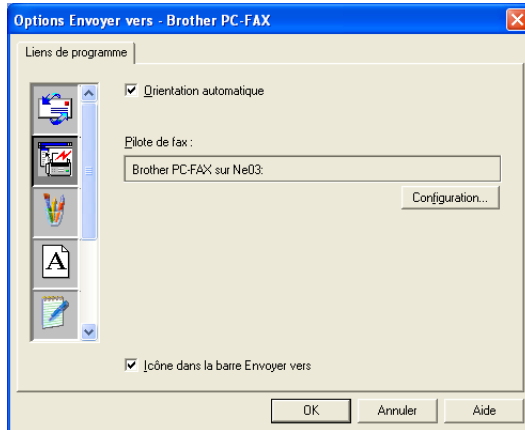 Options Envoyer vers - Brother PC-FAX
Liens de programme
Orientation automatique
Pilote de fax :
Brother PC-FAX sur Ne03:
Configuration...
A
Icône dans la barre Envoyer vers
OK
Annuler
Aide